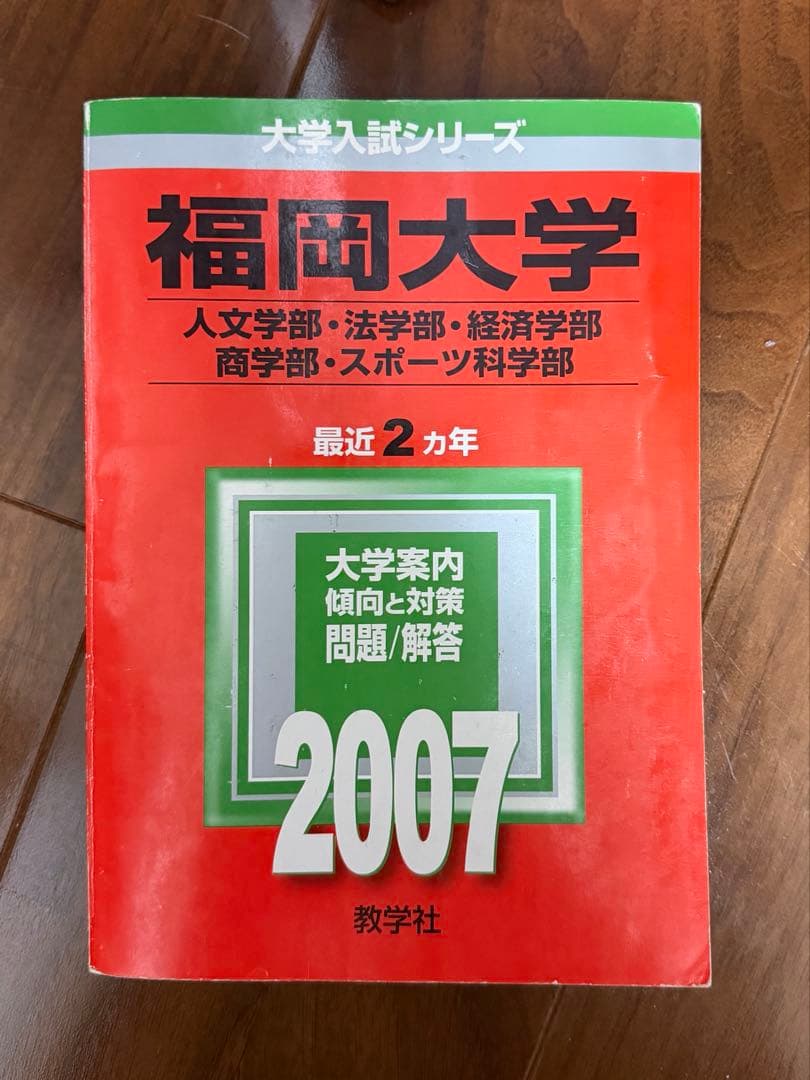 大学入試シリーズ
福岡大学
人文学部・法学部・経済学部
商学部・スポーツ科学部
最近2ヵ年
大学案内
傾向と対策
問題/解答
2007
教学社